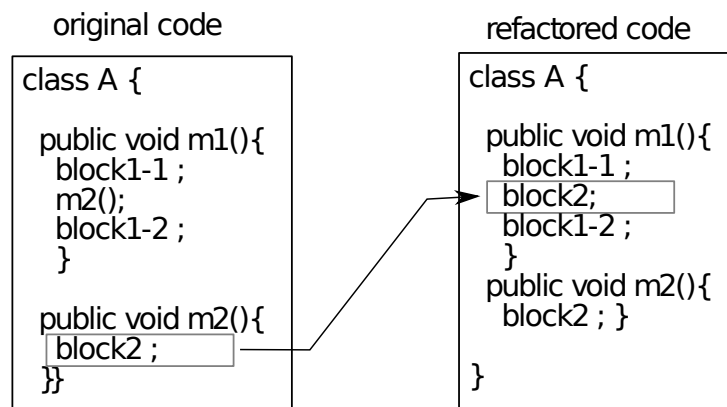 original code
class A {
public void m1(){
block1-1 ;
m2();
block1-2 ;
}
public void m2(){
block2 ;
}}
refactored code
class A {
public void m1(){
block1-1 ;
block2;
block1-2 ;
}
public void m2(){
block2 ; }
}